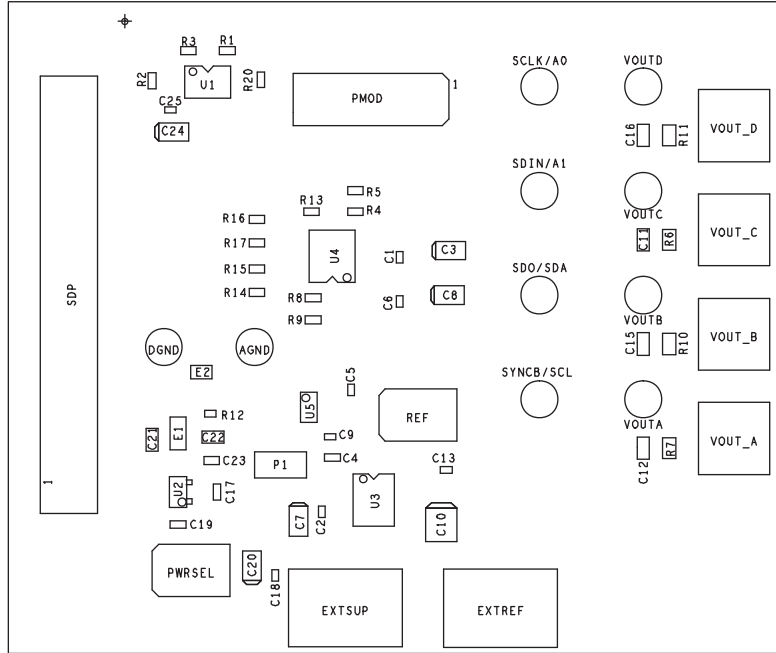 R3 R1
SCLK/A0 VOUTD
R2 U1 R20 PMOD 1
C25
C24 C16 R11 VOUT_D
SDIN/A1
R5
R13 R4
R16 VOUTC
R17 U4 C1 C3 C11 R6 VOUT_C
R15 SDO/SDA
SDP R14 R8 C6 C8
R9 VOUTB
DGND AGND C15 R10 VOUT_B
E2 SYNCB/SCL
C5
R12 U5 REF VOUTA
C21 E1 C22 C9
C23 P1 C4 C13 C12 R7 VOUT_A
1 U2 C17 U3
C19 C7 C2 C10
PWRSEL C20
C18 EXTSUP EXTREF